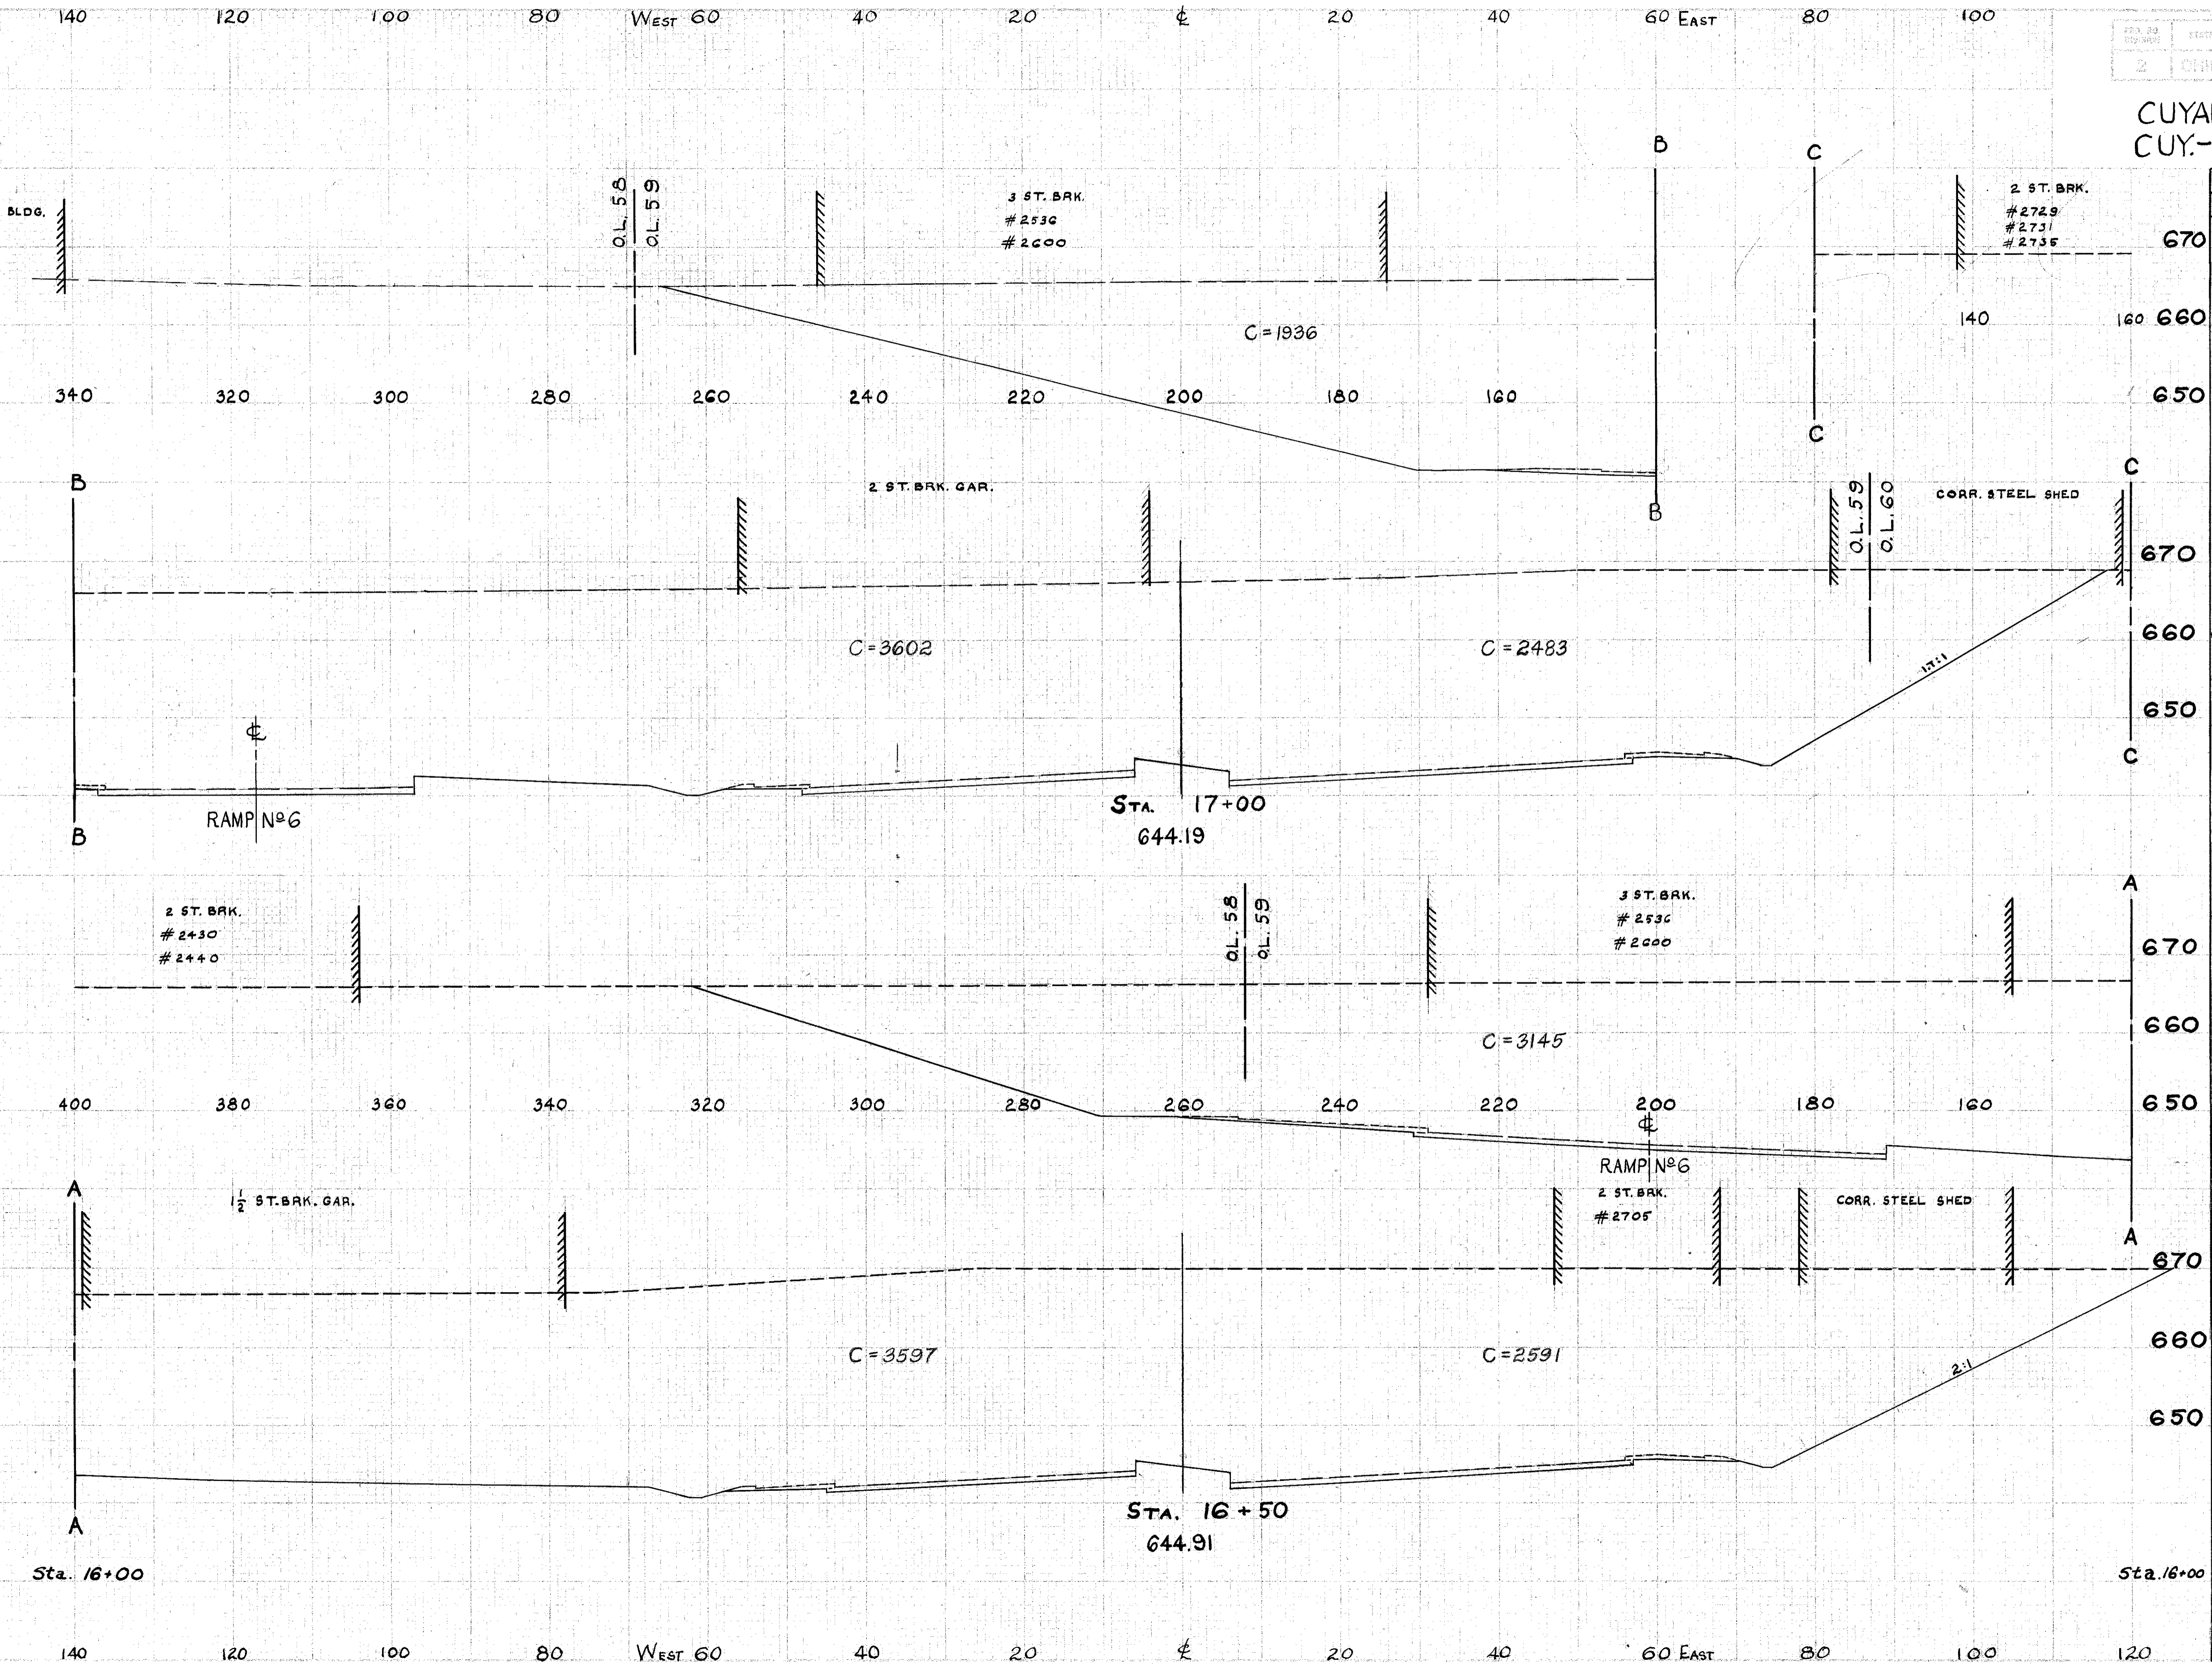 140 120 100 80 WEST 60 40 20 ℄ 20 40 60 EAST 80 100
2
CUY.-
B
C
O.L. 58
O.L. 59
BLDG.
3 ST. BRK.
#2536
#2600
2 ST. BRK.
#2729
#2731
#2735
670
C=1936
140 160 660
340 320 300 280 260 240 220 200 180 160 650
C
B
B
2 ST. BRK. GAR.
O.L. 59
O.L. 60
CORR. STEEL SHED
C
670
C=3602
C=2483
660
1.7:1
650
℄
C
RAMP Nº 6
B
STA. 17+00
644.19
A
2 ST. BRK.
#2430
#2440
O.L. 58
O.L. 59
3 ST. BRK.
#2536
#2600
670
660
C=3145
400 380 360 340 320 300 280 260 240 220 200 180 160 650
℄
RAMP Nº 6
A
1½ ST. BRK. GAR.
2 ST. BRK.
#2705
CORR. STEEL SHED
A
670
C=3597
C=2591
660
2:1
650
A
STA. 16+50
644.91
Sta. 16+00
Sta. 16+00
140 120 100 80 WEST 60 40 20 ℄ 20 40 60 EAST 80 100 120